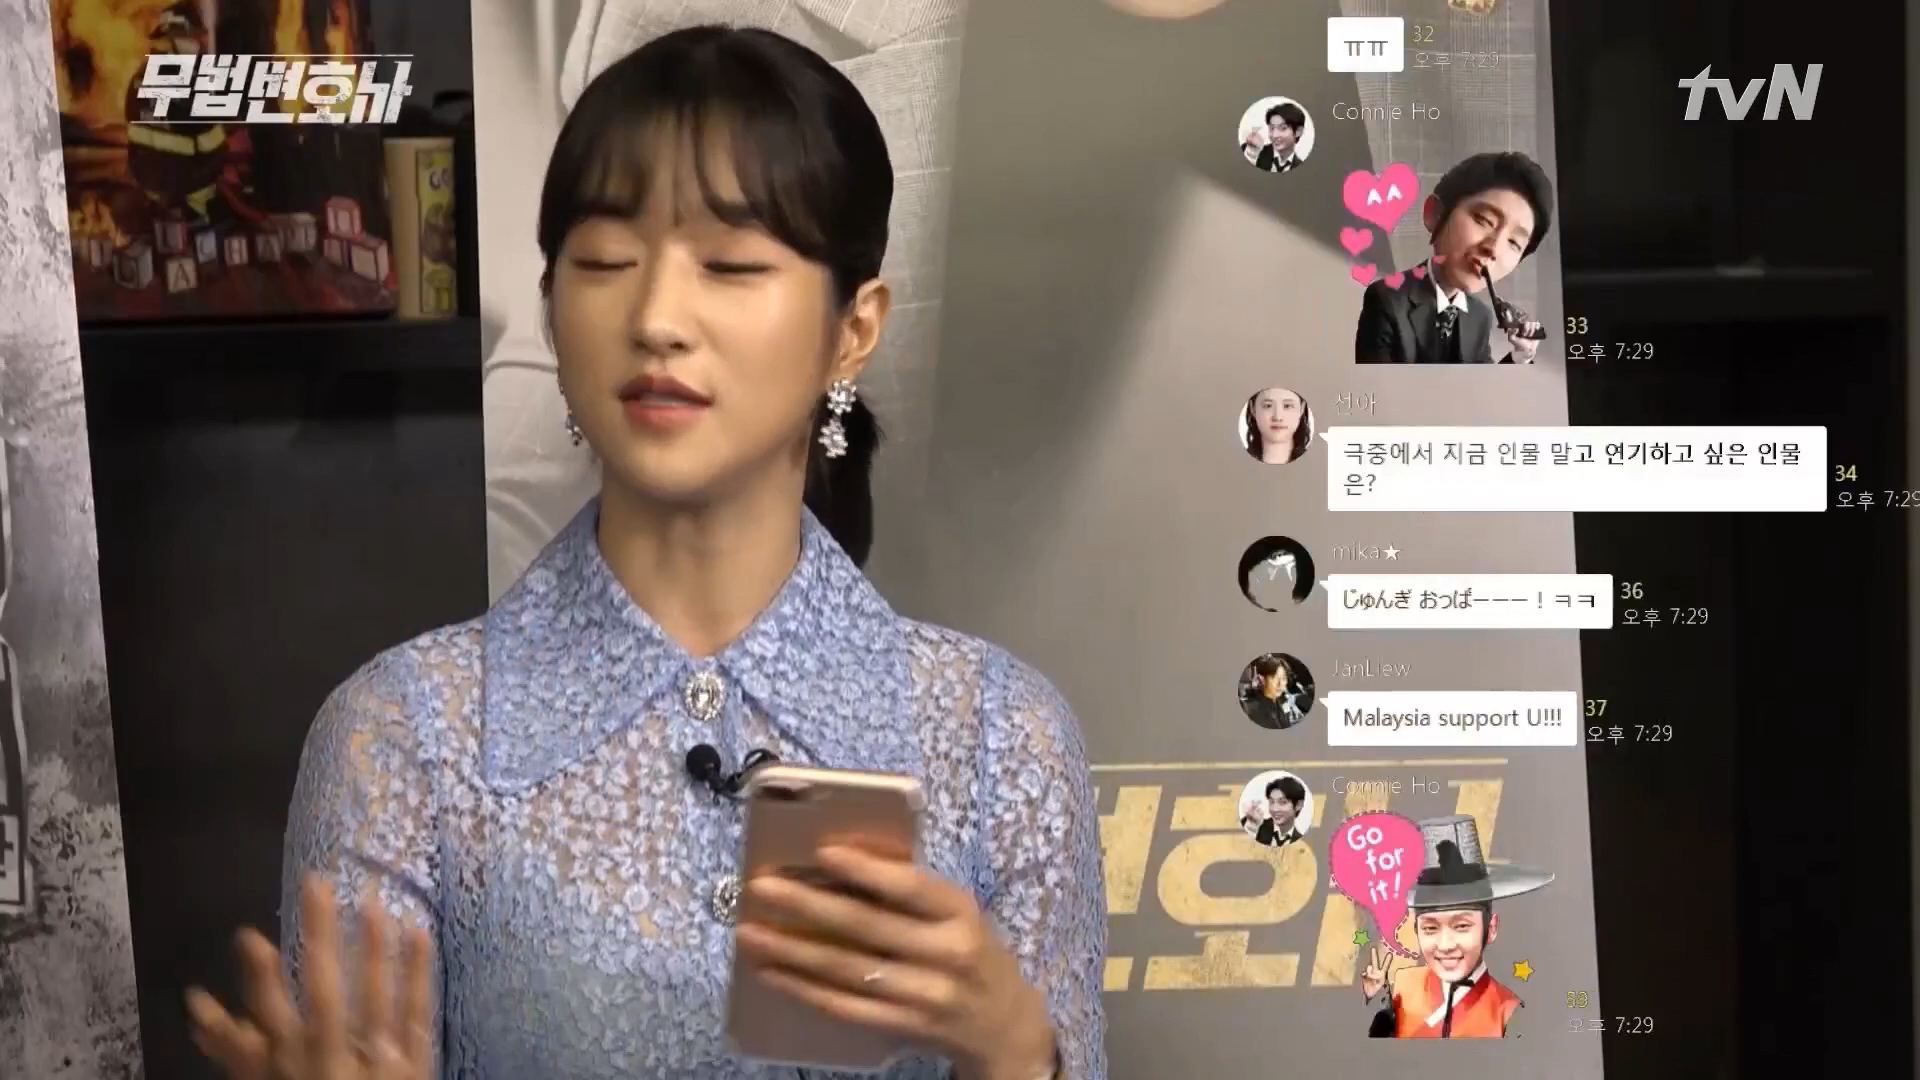 무법변호사
tvN
ㅠㅠ
32
오후 7:29
Connie Ho
33
오후 7:29
선아
극중에서 지금 인물 말고 연기하고 싶은 인물
은?
34
오후 7:29
mika★
じゅんぎ おっぱーーー！ㅋㅋ
36
오후 7:29
JanLiew
Malaysia support U!!!
37
오후 7:29
Connie Ho
Go
for
it!
오후 7:29
변호사